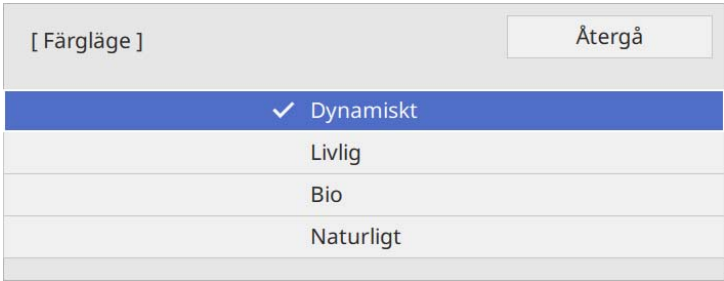 [ Färgläge ]
Återgå
Dynamiskt
Livlig
Bio
Naturligt